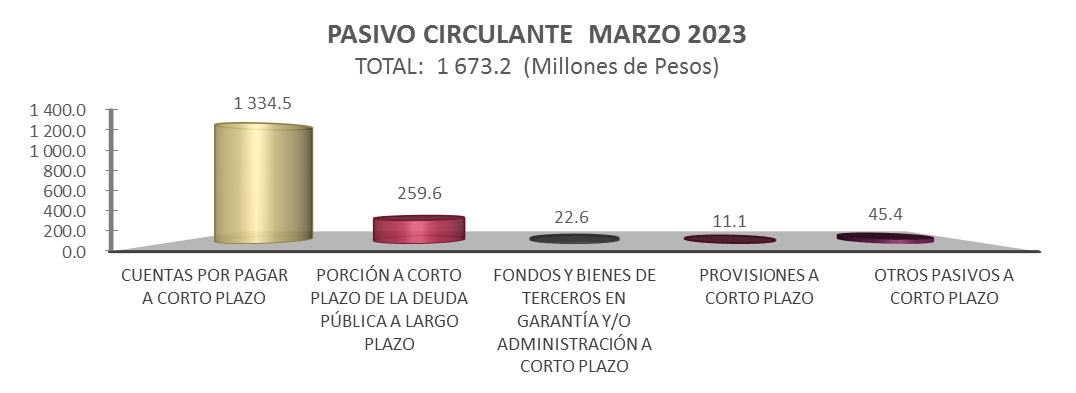 PASIVO CIRCULANTE  MARZO 2023
TOTAL:  1 673.2  (Millones de Pesos)
1 400.0
1 200.0
1 000.0
800.0
600.0
400.0
200.0
0.0
1 334.5
259.6
22.6
11.1
45.4
CUENTAS POR PAGAR
A CORTO PLAZO
PORCIÓN A CORTO
PLAZO DE LA DEUDA
PÚBLICA A LARGO
PLAZO
FONDOS Y BIENES DE
TERCEROS EN
GARANTÍA Y/O
ADMINISTRACIÓN A
CORTO PLAZO
PROVISIONES A
CORTO PLAZO
OTROS PASIVOS A
CORTO PLAZO